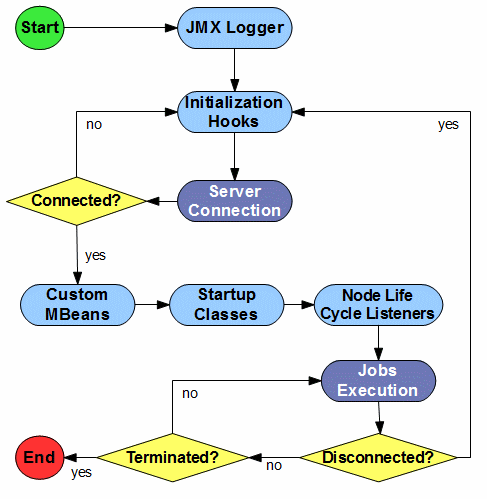 Start
JMX Logger
Initialization
Hooks
no
yes
Connected?
Server
Connection
yes
Custom
MBeans
Startup
Classes
Node Life
Cycle Listeners
Jobs
Execution
no
End
Terminated?
Disconnected?
yes
no